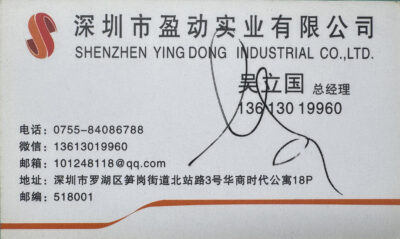 深圳市盈动实业有限公司
SHENZHEN YING DONG INDUSTRIAL CO.,LTD.
吴立国 总经理
13613019960
电话：0755-84086788
微信：13613019960
邮箱：101248118@qq.com
地址：深圳市罗湖区笋岗街道北站路3号华商时代公寓18P
邮编：518001